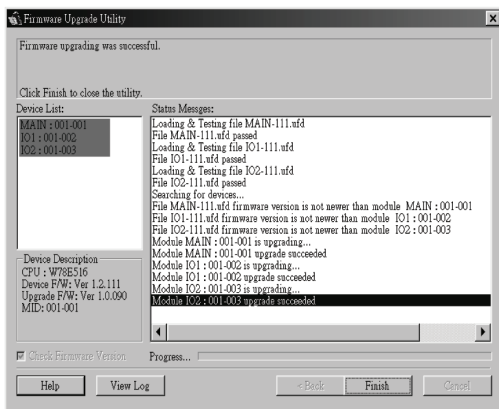 Firmware Upgrade Utility
Firmware upgrading was successful.
Click Finish to close the utility.
Device List:
MAIN : 001-001
IO1 : 001-002
IO2 : 001-003
Status Messges:
Loading & Testing file MAIN-111.ufd
File MAIN-111.ufd passed
Loading & Testing file IO1-111.ufd
File IO1-111.ufd passed
Loading & Testing file IO2-111.ufd
File IO2-111.ufd passed
Searching for devices...
File MAIN-111.ufd firmware version is not newer than module MAIN : 001-001
File IO1-111.ufd firmware version is not newer than module IO1 : 001-002
File IO2-111.ufd firmware version is not newer than module IO2 : 001-003
Module MAIN : 001-001 is upgrading...
Module MAIN : 001-001 upgrade succeeded
Module IO1 : 001-002 is upgrading...
Module IO1 : 001-002 upgrade succeeded
Module IO2 : 001-003 is upgrading...
Module IO2 : 001-003 upgrade succeeded
Device Description
CPU : W78E516
Device F/W: Ver 1.2.111
Upgrade F/W: Ver 1.0.090
MID: 001-001
Check Firmware Version
Progress...
Help
View Log
< Back
Finish
Cancel